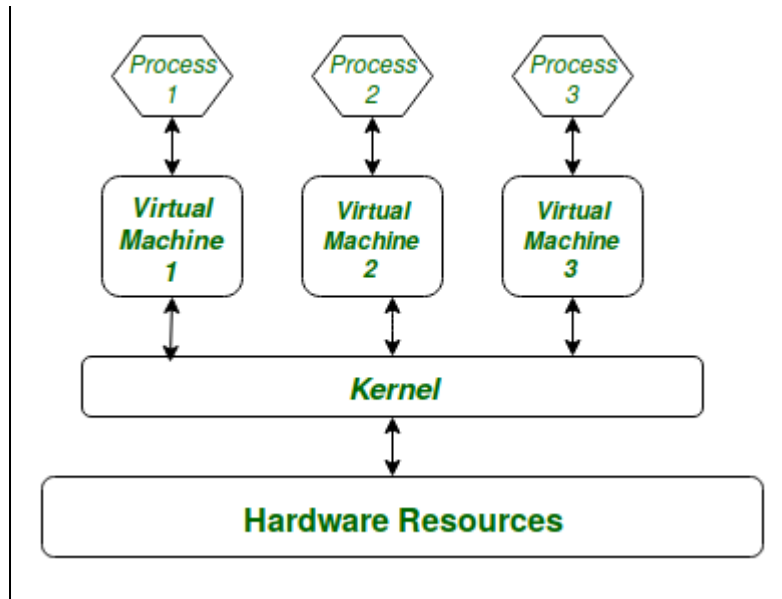 Process
1
Process
2
Process
3
Virtual
Machine
1
Virtual
Machine
2
Virtual
Machine
3
Kernel
Hardware Resources